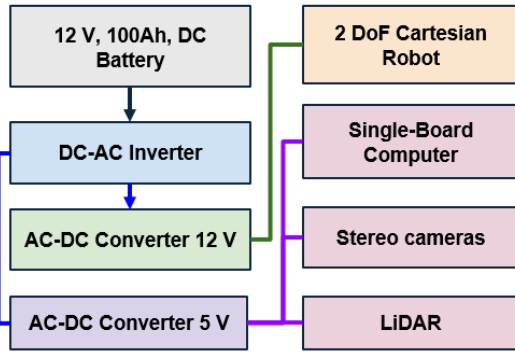 12 V, 100Ah, DC
Battery
DC-AC Inverter
AC-DC Converter 12 V
AC-DC Converter 5 V
2 DoF Cartesian
Robot
Single-Board
Computer
Stereo cameras
LiDAR